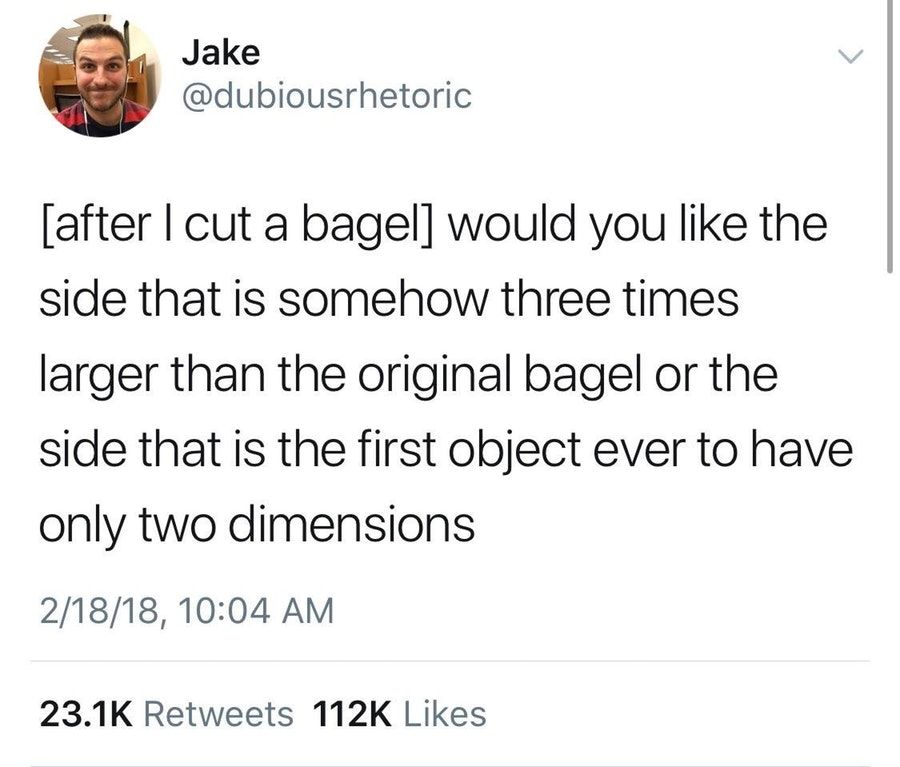 Jake
@dubiousrhetoric
[after I cut a bagel] would you like the
side that is somehow three times
larger than the original bagel or the
side that is the first object ever to have
only two dimensions
2/18/18, 10:04 AM
23.1K Retweets 112K Likes